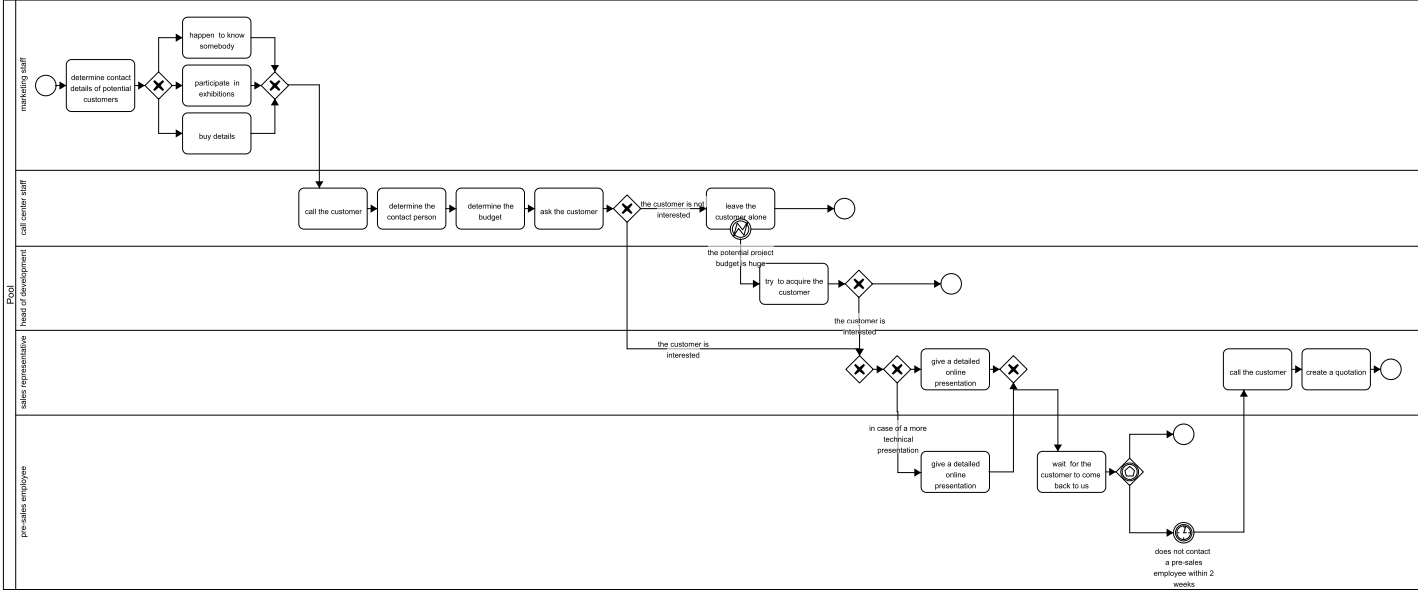 Pool
marketing staff
determine contact
details of potential
customers
happen to know
somebody
participate in
exhibitions
buy details
call center staff
call the customer
determine the
contact person
determine the
budget
ask the customer
the customer is not
interested
leave the
customer alone
head of development
the potential project
budget is huge
try to acquire the
customer
the customer is
interested
sales representative
the customer is
interested
give a detailed
online
presentation
call the customer
create a quotation
pre-sales employee
in case of a more
technical
presentation
give a detailed
online
presentation
wait for the
customer to come
back to us
does not contact
a pre-sales
employee within 2
weeks